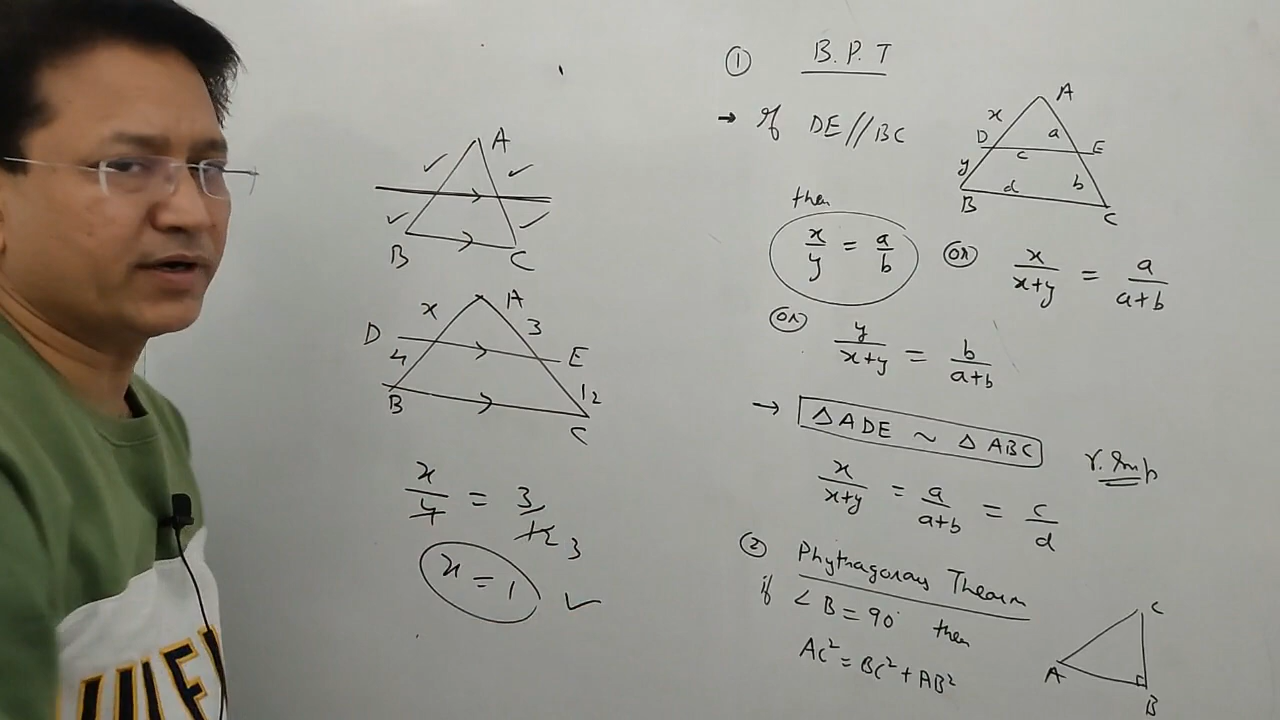 A
B
C
A
x
3
D
E
4
12
B
C
x/4 = 3/12 3
x = 1 ✓
① B.P.T
→ If DE//BC
A
x
D
a
E
c
y
d
b
B
C
then
x/y = a/b
(or) x/(x+y) = a/(a+b)
(or) y/(x+y) = b/(a+b)
→ △ADE ~ △ABC
x/(x+y) = a/(a+b) = c/d
② Phythagoras Theorm
if ∠B = 90° then
AC² = BC² + AB²
C
A
B